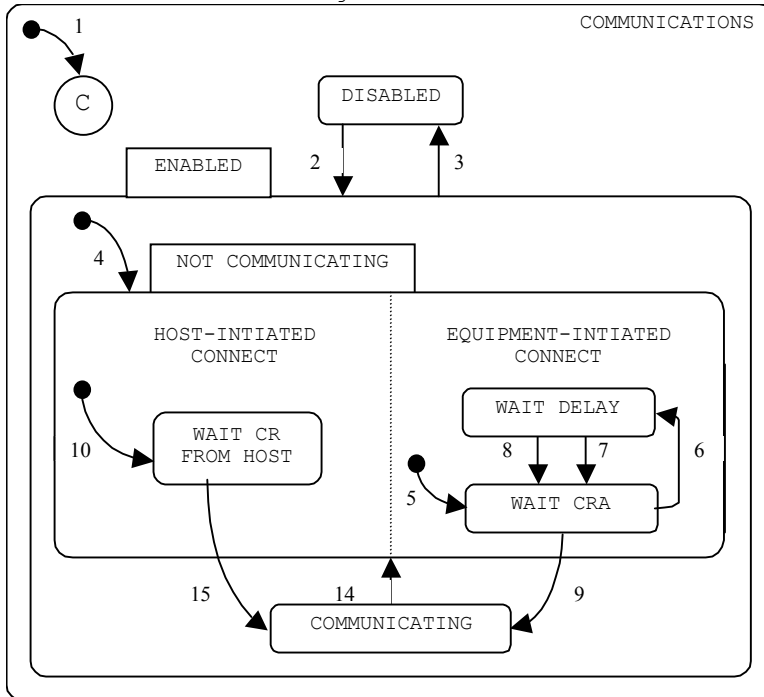 COMMUNICATIONS
1
C
DISABLED
2
3
ENABLED
4
NOT COMMUNICATING
HOST-INTIATED
CONNECT
EQUIPMENT-INTIATED
CONNECT
10
WAIT CR
FROM HOST
WAIT DELAY
8
7
6
5
WAIT CRA
15
14
9
COMMUNICATING